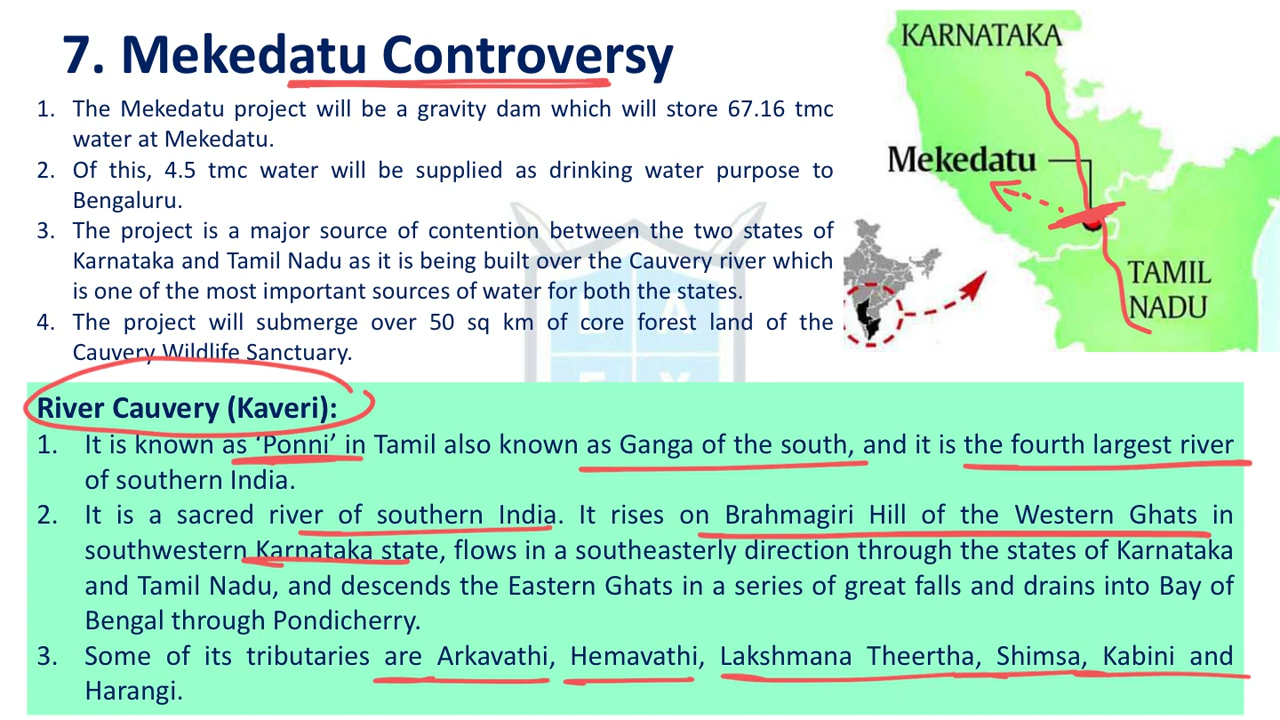 7. Mekedatu Controversy
1. The Mekedatu project will be a gravity dam which will store 67.16 tmc
water at Mekedatu.
2. Of this, 4.5 tmc water will be supplied as drinking water purpose to
Bengaluru.
3. The project is a major source of contention between the two states of
Karnataka and Tamil Nadu as it is being built over the Cauvery river which
is one of the most important sources of water for both the states.
4. The project will submerge over 50 sq km of core forest land of the
Cauvery Wildlife Sanctuary.
KARNATAKA
Mekedatu
TAMIL
NADU
River Cauvery (Kaveri):
1. It is known as ‘Ponni’ in Tamil also known as Ganga of the south, and it is the fourth largest river
of southern India.
2. It is a sacred river of southern India. It rises on Brahmagiri Hill of the Western Ghats in
southwestern Karnataka state, flows in a southeasterly direction through the states of Karnataka
and Tamil Nadu, and descends the Eastern Ghats in a series of great falls and drains into Bay of
Bengal through Pondicherry.
3. Some of its tributaries are Arkavathi, Hemavathi, Lakshmana Theertha, Shimsa, Kabini and
Harangi.